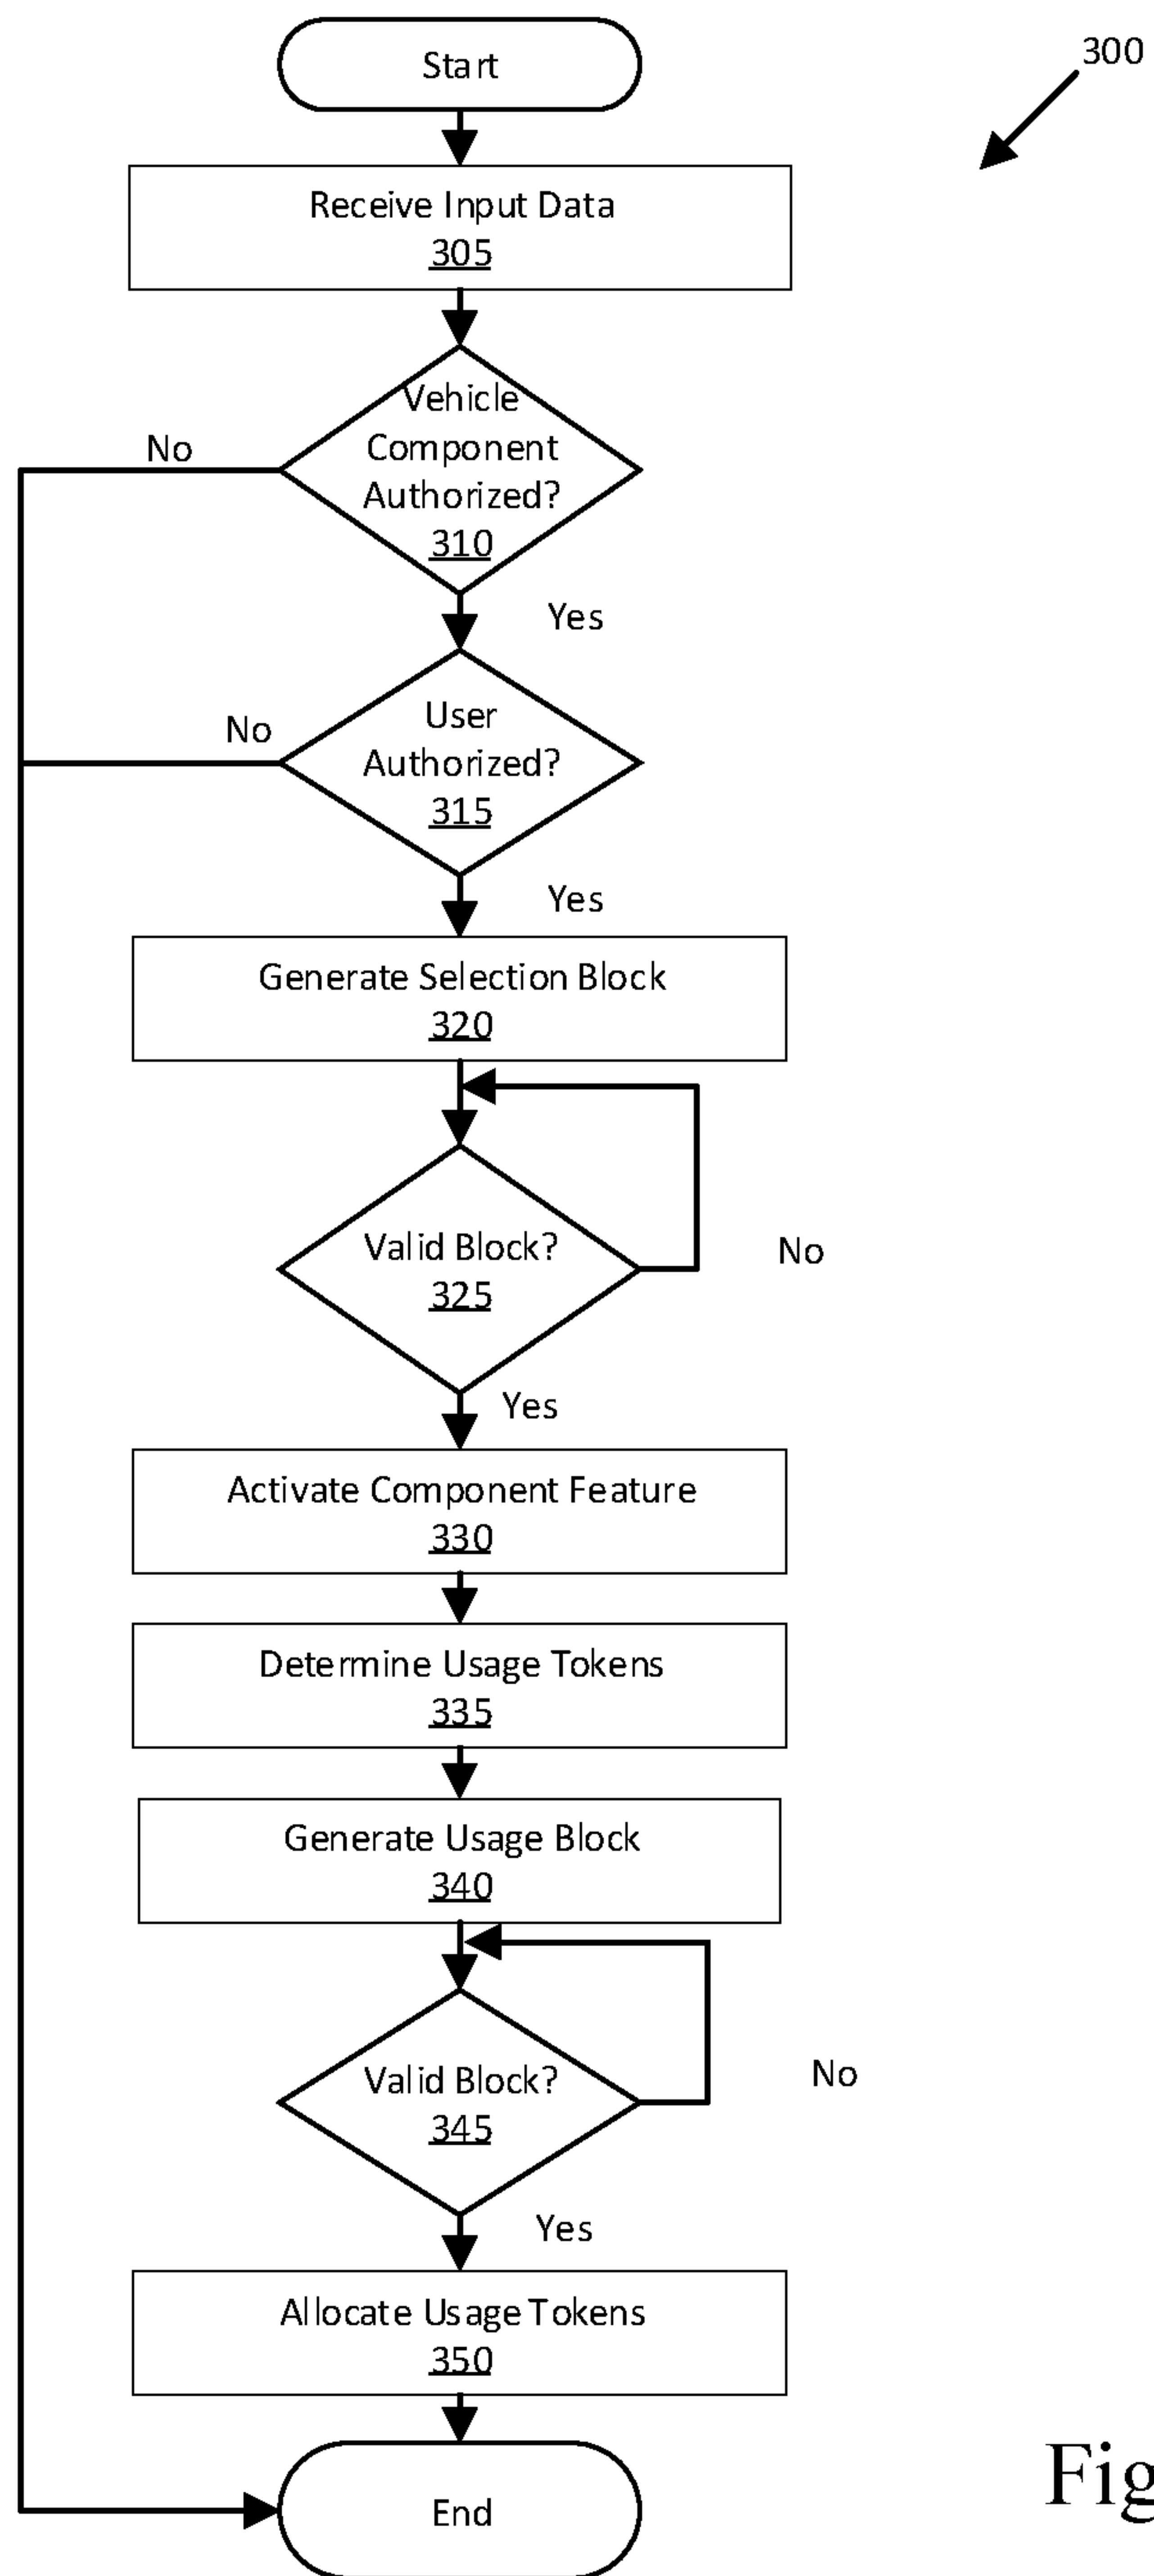 Start
300
Receive Input Data
305
Vehicle
Component
Authorized?
310
No
Yes
User
Authorized?
315
No
Yes
Generate Selection Block
320
Valid Block?
325
No
Yes
Activate Component Feature
330
Determine Usage Tokens
335
Generate Usage Block
340
Valid Block?
345
No
Yes
Allocate Usage Tokens
350
End
Fig